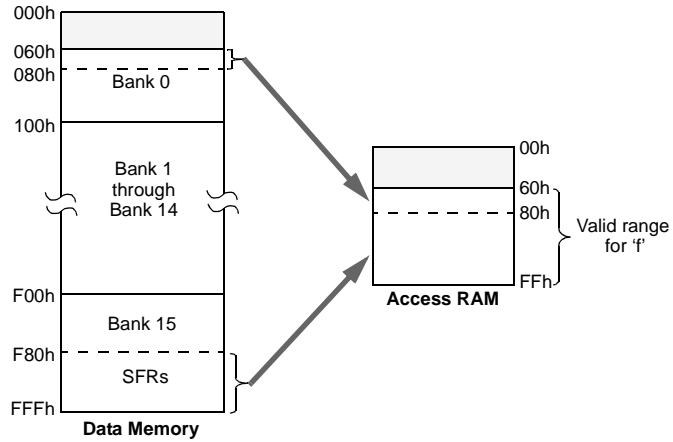 000h
060h
080h
Bank 0
100h
Bank 1
through
Bank 14
F00h
Bank 15
F80h
SFRs
FFFh
Data Memory
00h
60h
80h
Valid range
for ‘f’
FFh
Access RAM